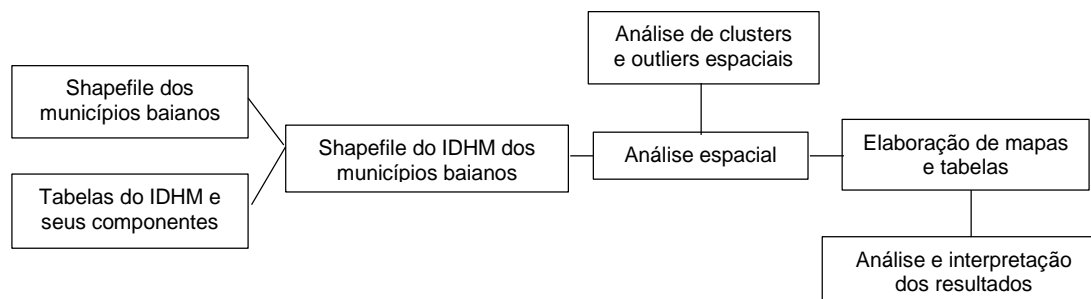 Análise de clusters
e outliers espaciais
Shapefile dos
municípios baianos
Tabelas do IDHM e
seus componentes
Shapefile do IDHM dos
municípios baianos
Análise espacial
Elaboração de mapas
e tabelas
Análise e interpretação
dos resultados